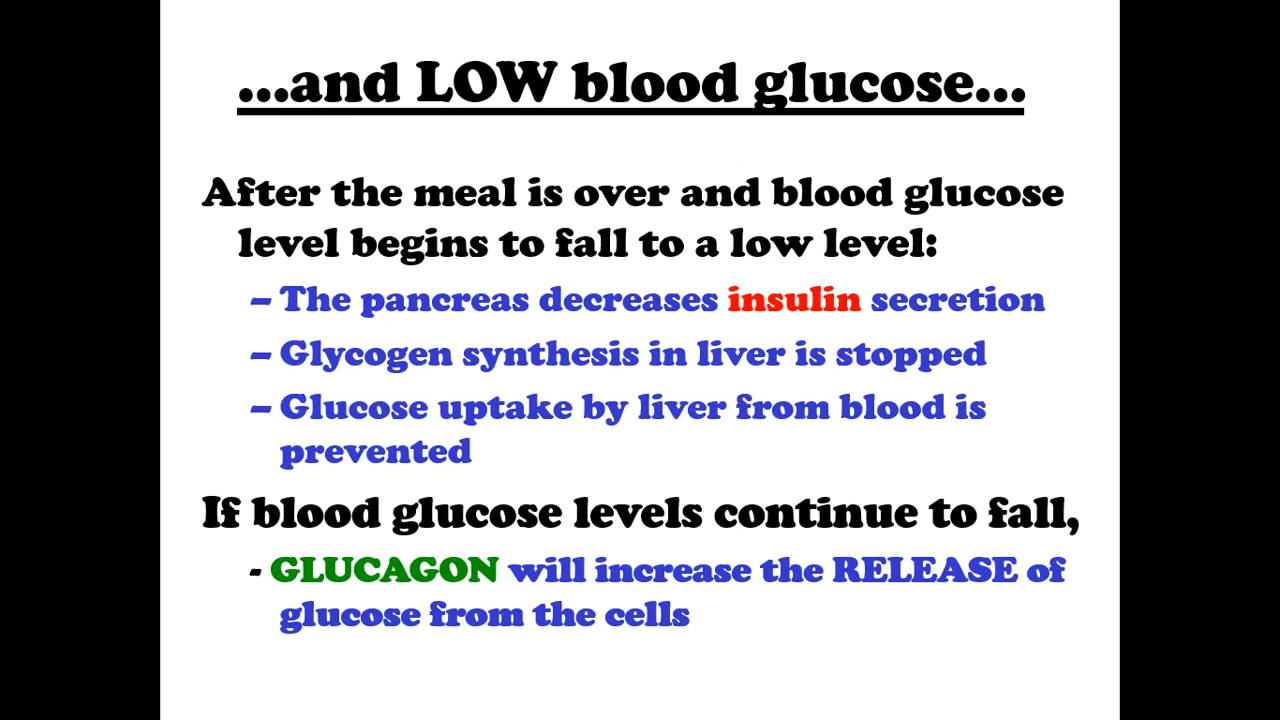 ...and LOW blood glucose...
After the meal is over and blood glucose
level begins to fall to a low level:
– The pancreas decreases insulin secretion
– Glycogen synthesis in liver is stopped
– Glucose uptake by liver from blood is
prevented
If blood glucose levels continue to fall,
- GLUCAGON will increase the RELEASE of
glucose from the cells